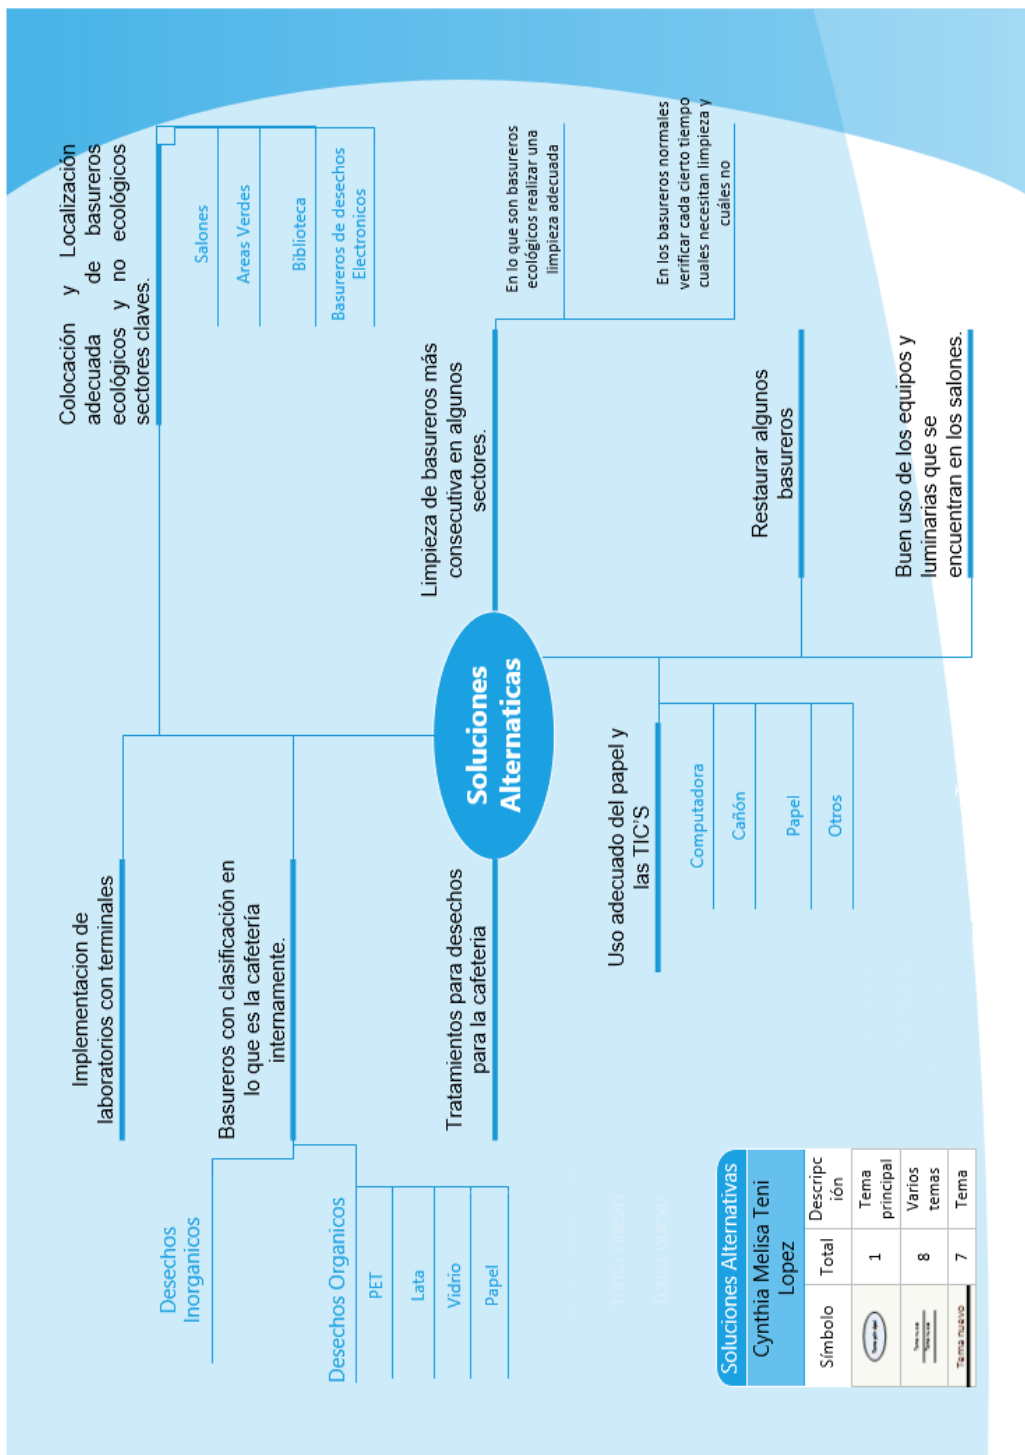 Colocación y Localización
adecuada de basureros
ecológicos y no ecológicos
sectores claves.
Salones
Areas Verdes
Biblioteca
Basureros de desechos
Electronicos
Limpieza de basureros más
consecutiva en algunos
sectores.
En lo que son basureros
ecológicos realizar una
limpieza adecuada
En los basureros normales
verificar cada cierto tiempo
cuales necesitan limpieza y
cuáles no
Restaurar algunos
basureros
Buen uso de los equipos y
luminarias que se
encuentran en los salones.
Soluciones
Alternaticas
Implementacion de
laboratorios con terminales
Basureros con clasificación en
lo que es la cafetería
internamente.
Desechos
Inorganicos
Desechos Organicos
PET
Lata
Vidrio
Papel
Tratamientos para desechos
para la cafeteria
Uso adecuado del papel y
las TIC'S
Computadora
Cañón
Papel
Otros
Soluciones Alternativas
Cynthia Melisa Teni
Lopez
Símbolo Total Descripc
ión
1 Tema
principal
8 Varios
temas
Tema nuevo 7 Tema